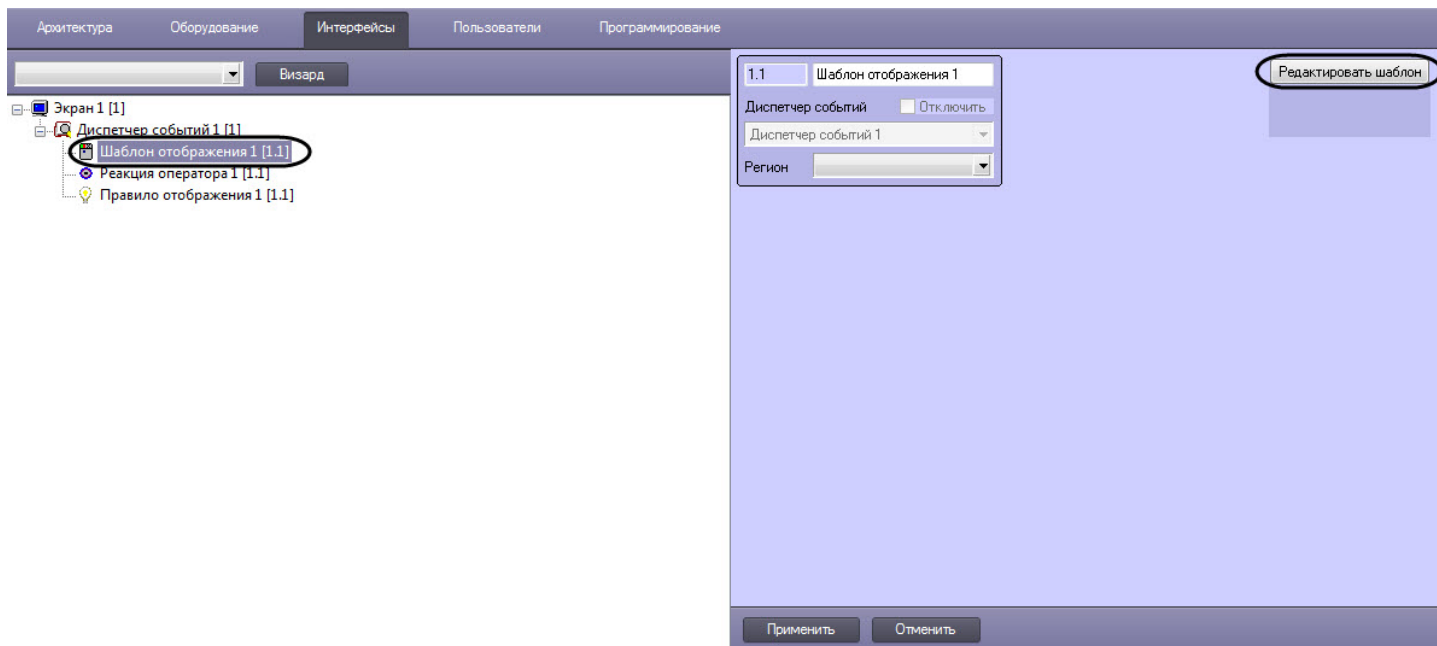 Архитектура Оборудование Интерфейсы Пользователи Программирование
Визард
Экран 1 [1]
Диспетчер событий 1 [1]
Шаблон отображения 1 [1.1]
Реакция оператора 1 [1.1]
Правило отображения 1 [1.1]
1.1 Шаблон отображения 1
Диспетчер событий Отключить
Диспетчер событий 1
Регион
Редактировать шаблон
Применить Отменить